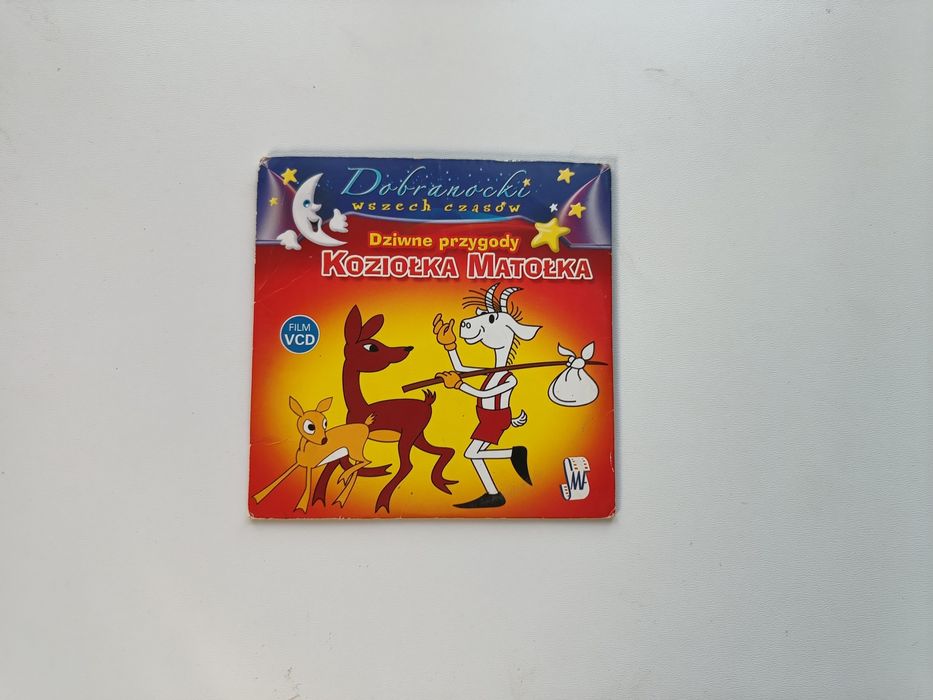 Dobranocki
wszech czasów
Dziwne przygody
KOZIOŁKA MATOŁKA
FILM
VCD